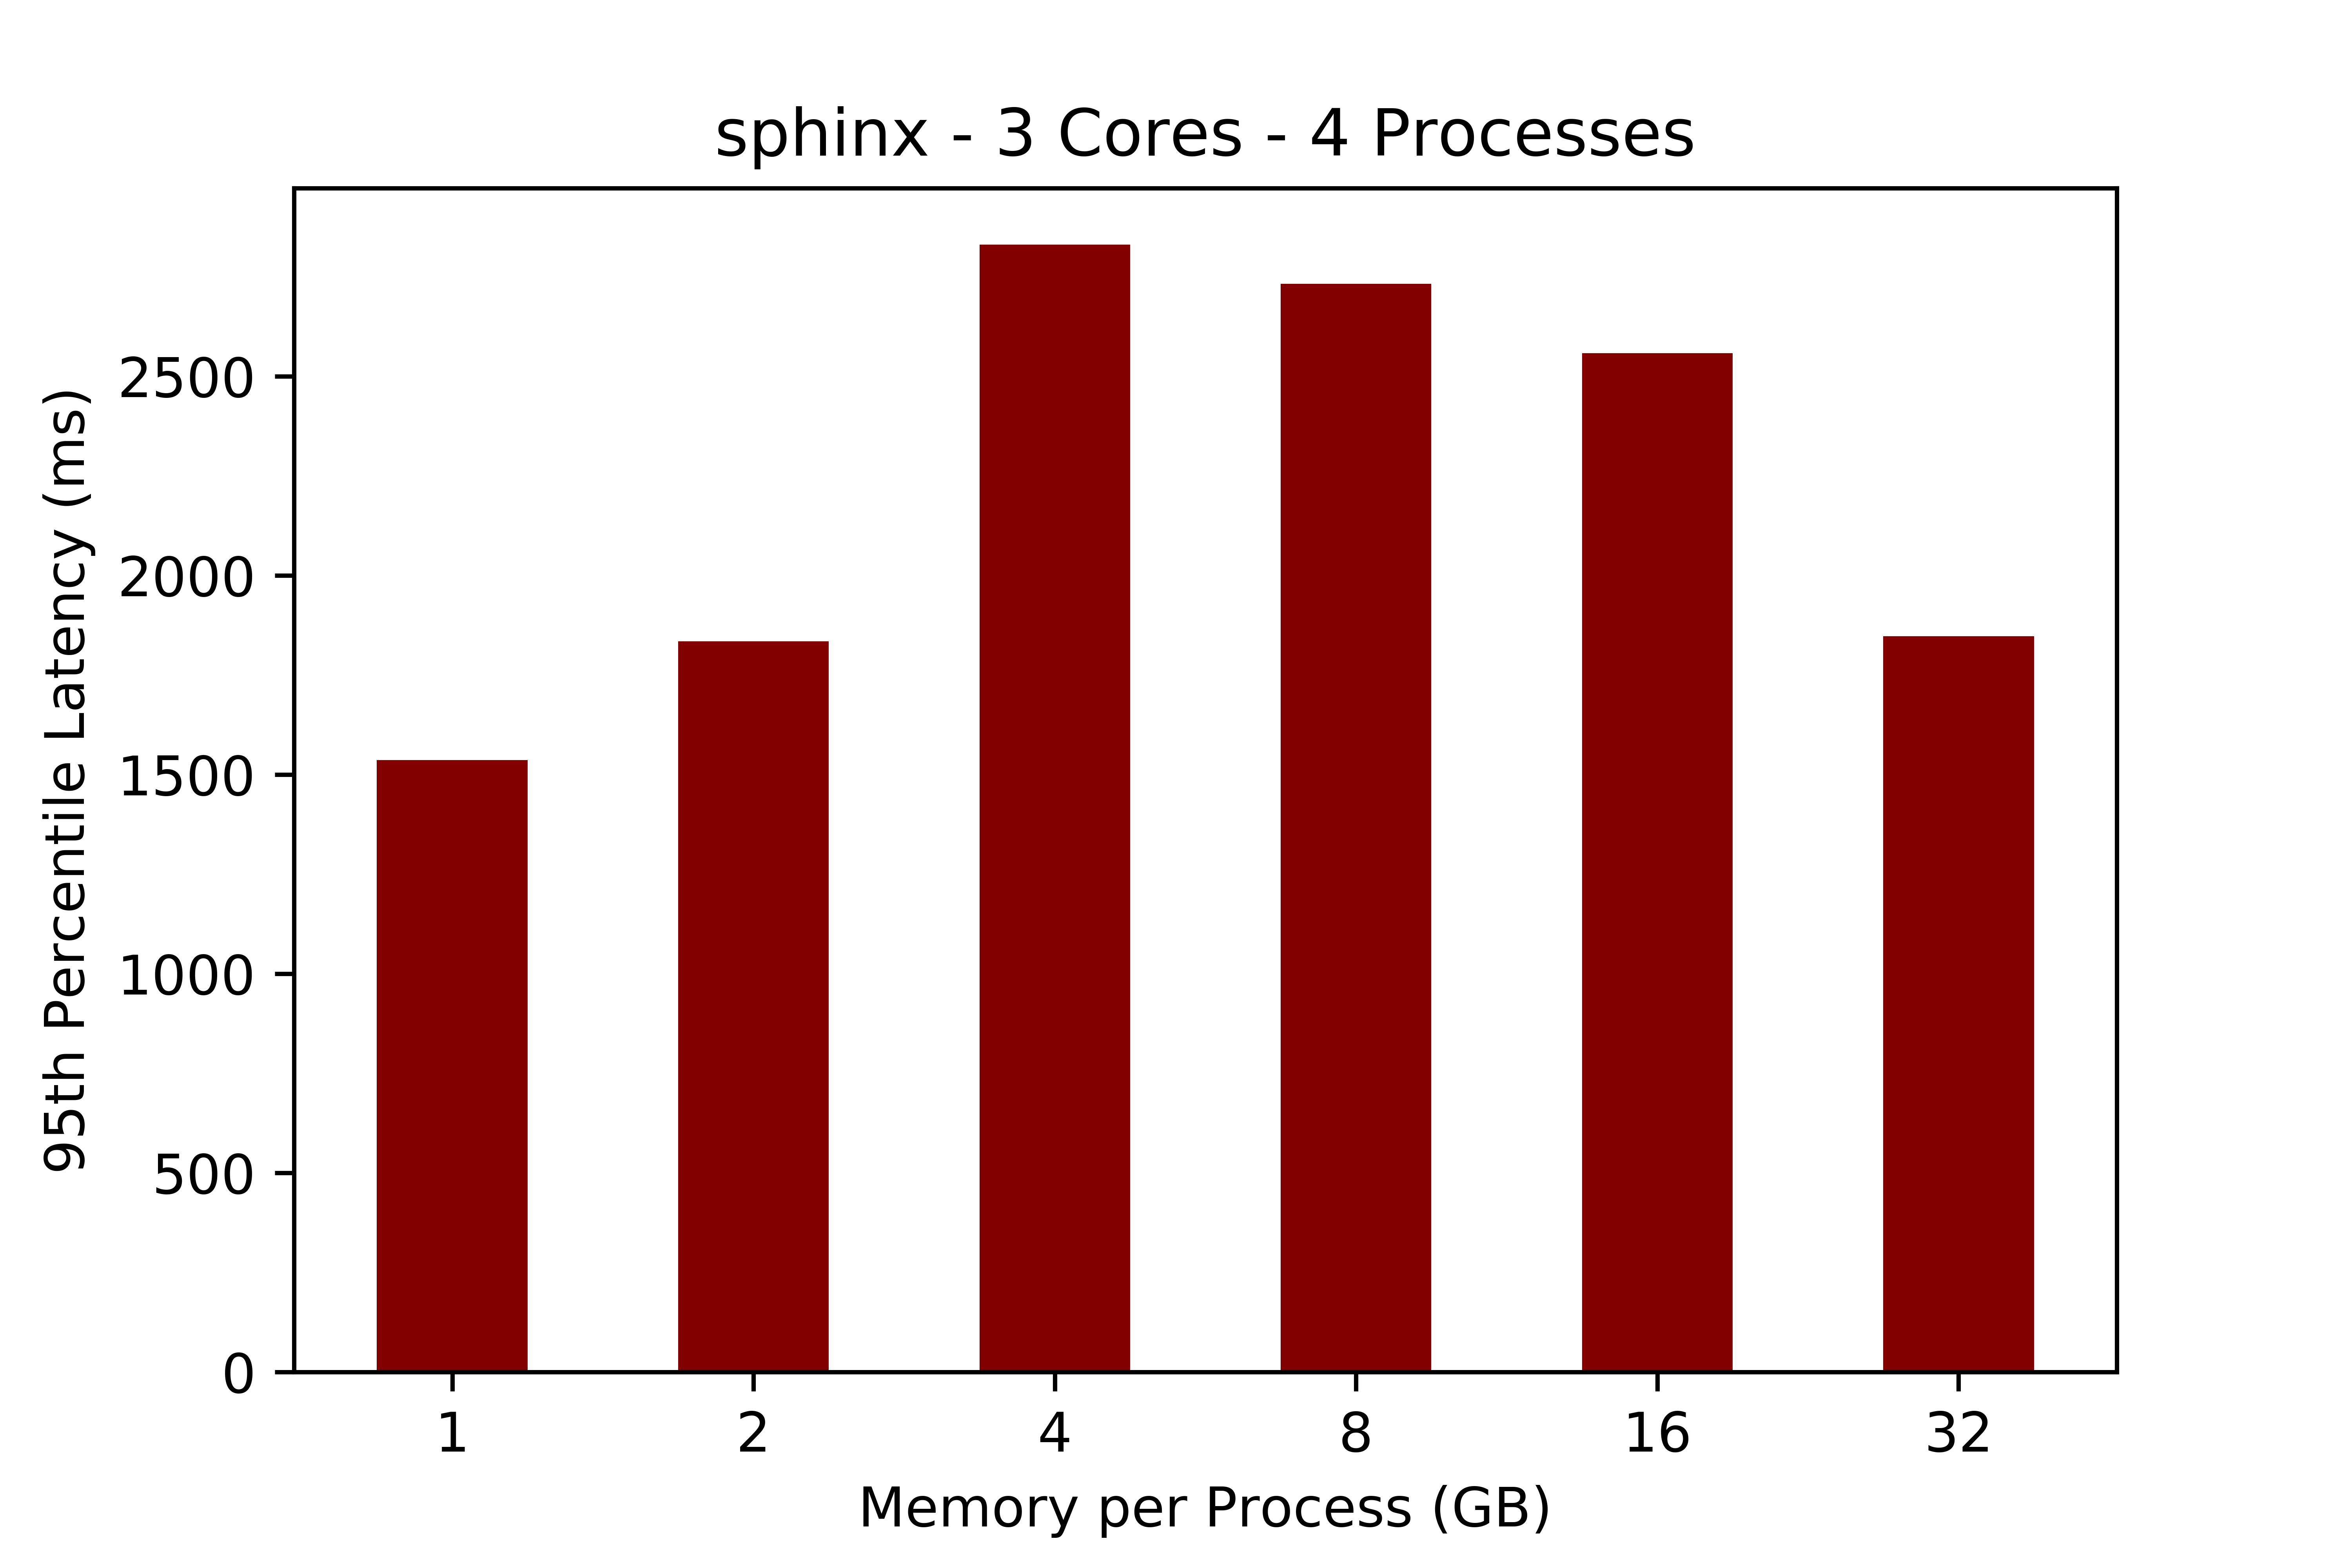 sphinx - 3 Cores - 4 Processes
95th Percentile Latency (ms)
2500
2000
1500
1000
500
0
1 2 4 8 16 32
Memory per Process (GB)